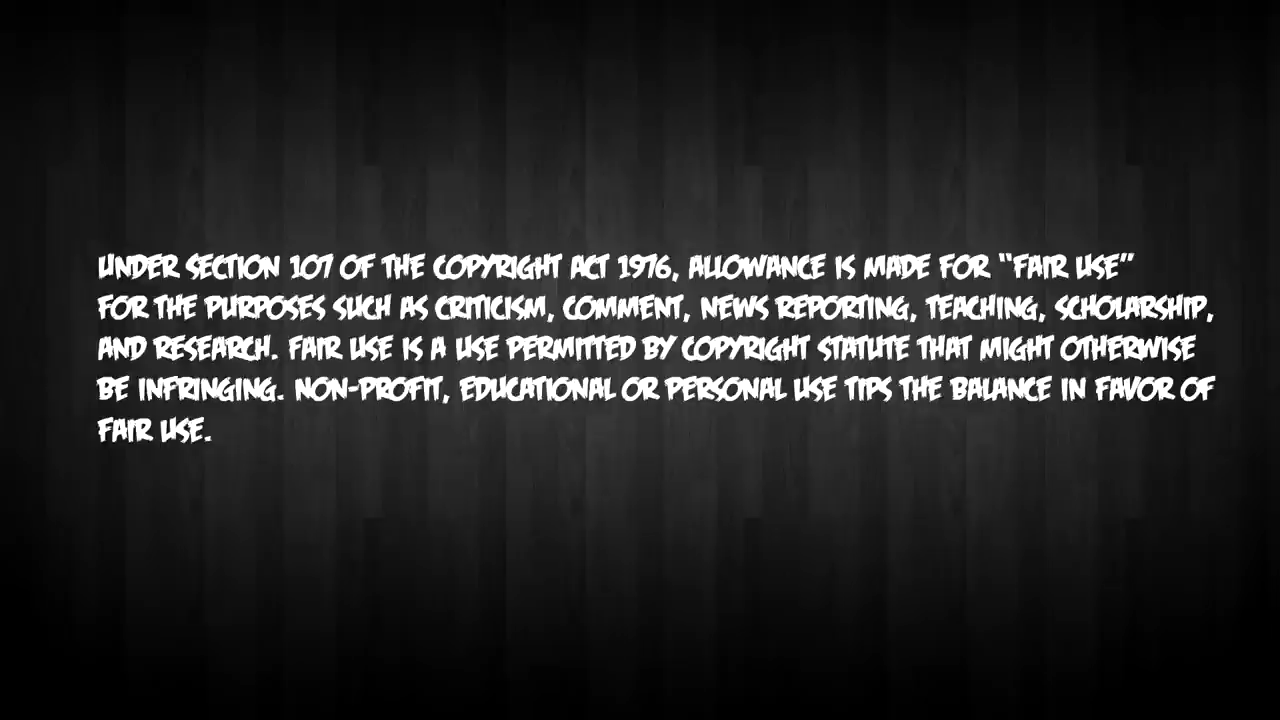 UNDER SECTION 107 OF THE COPYRIGHT ACT 1976, ALLOWANCE IS MADE FOR "FAIR USE"
FOR THE PURPOSES SUCH AS CRITICISM, COMMENT, NEWS REPORTING, TEACHING, SCHOLARSHIP,
AND RESEARCH. FAIR USE IS A USE PERMITTED BY COPYRIGHT STATUTE THAT MIGHT OTHERWISE
BE INFRINGING. NON-PROFIT, EDUCATIONAL OR PERSONAL USE TIPS THE BALANCE IN FAVOR OF
FAIR USE.